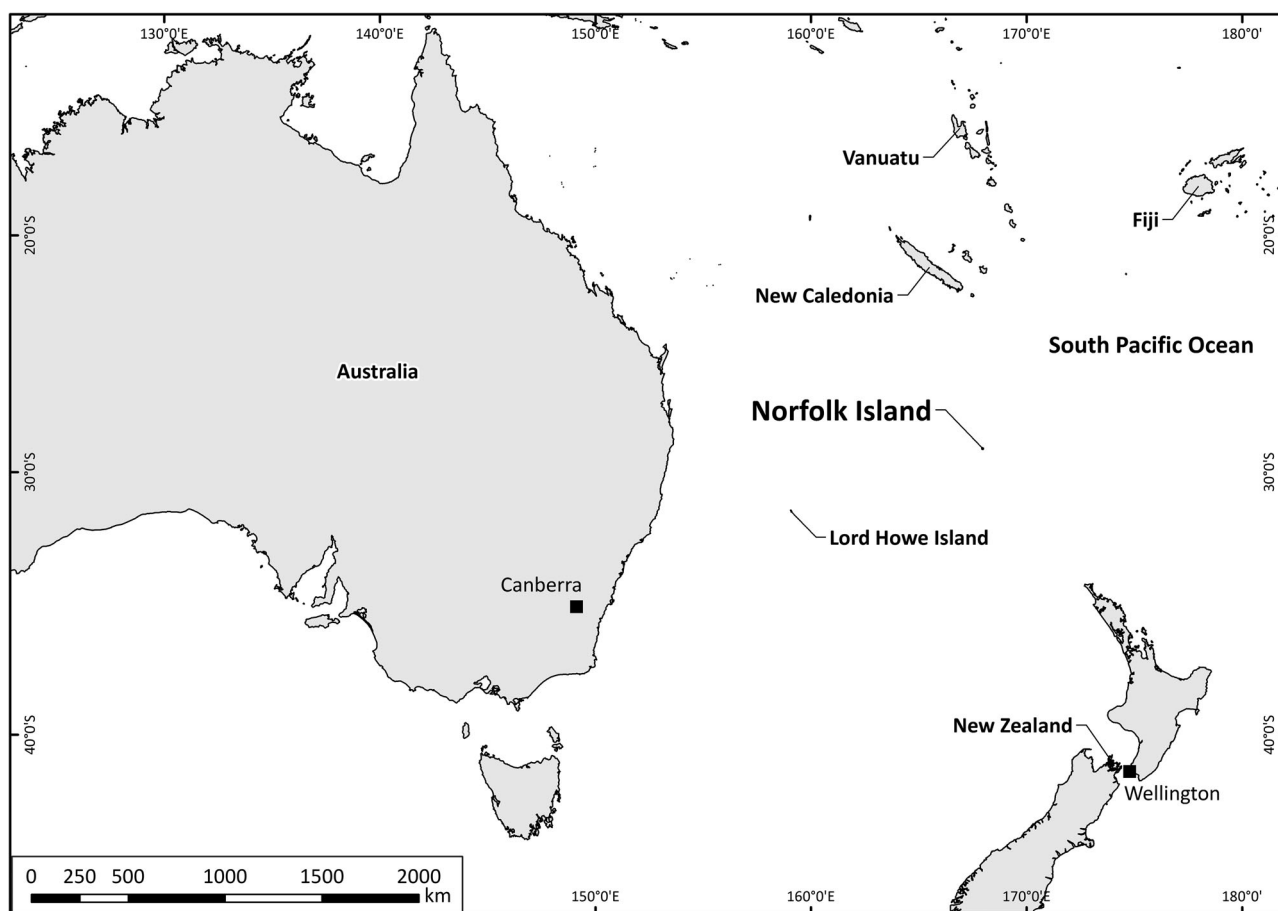 130°0'E
140°0'E
150°0'E
160°0'E
170°0'E
180°0'
Vanuatu
Fiji
20°0'S
20°0'S
New Caledonia
South Pacific Ocean
Australia
Norfolk Island
30°0'S
30°0'S
Lord Howe Island
Canberra
New Zealand
40°0'S
40°0'S
Wellington
0 250 500 1000 1500 2000
km
150°0'E
160°0'E
170°0'E
180°0'